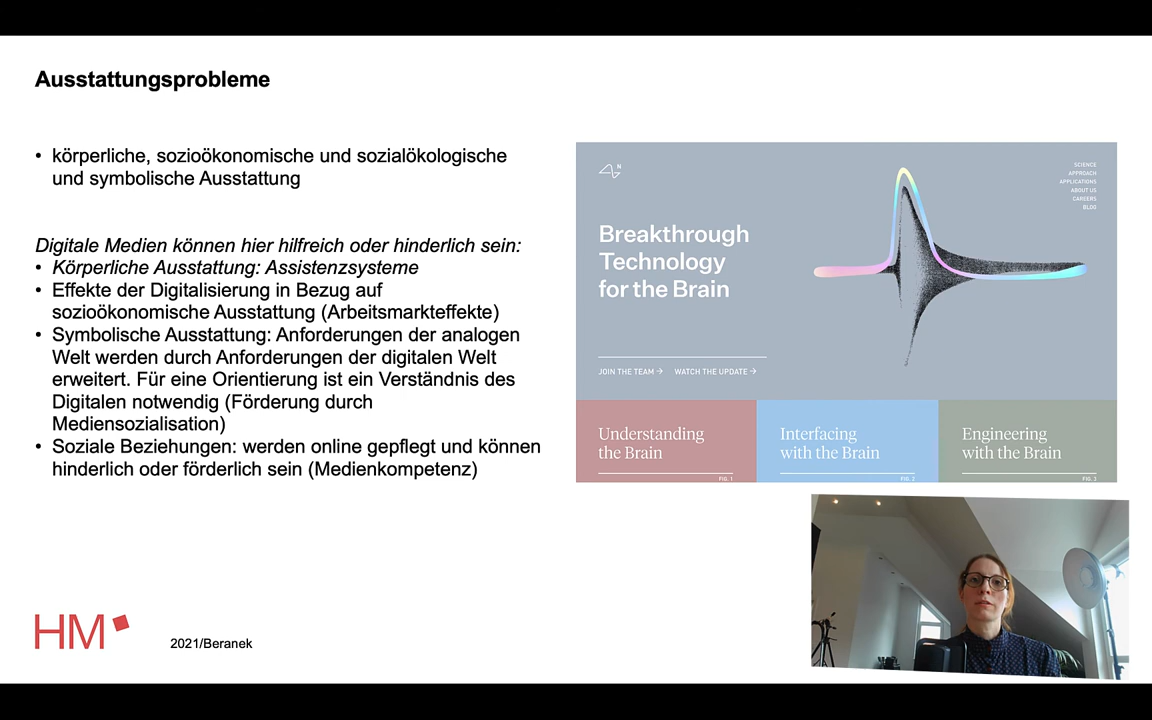 Ausstattungsprobleme
• körperliche, sozioökonomische und sozialökologische
und symbolische Ausstattung
Digitale Medien können hier hilfreich oder hinderlich sein:
• Körperliche Ausstattung: Assistenzsysteme
• Effekte der Digitalisierung in Bezug auf
sozioökonomische Ausstattung (Arbeitsmarkteffekte)
• Symbolische Ausstattung: Anforderungen der analogen
Welt werden durch Anforderungen der digitalen Welt
erweitert. Für eine Orientierung ist ein Verständnis des
Digitalen notwendig (Förderung durch
Mediensozialisation)
• Soziale Beziehungen: werden online gepflegt und können
hinderlich oder förderlich sein (Medienkompetenz)
N
SCIENCE
APPROACH
APPLICATIONS
ABOUT US
CAREERS
BLOG
Breakthrough
Technology
for the Brain
JOIN THE TEAM → WATCH THE UPDATE →
Understanding
the Brain
FIG. 1
Interfacing
with the Brain
FIG. 2
Engineering
with the Brain
FIG. 3
HM
2021/Beranek